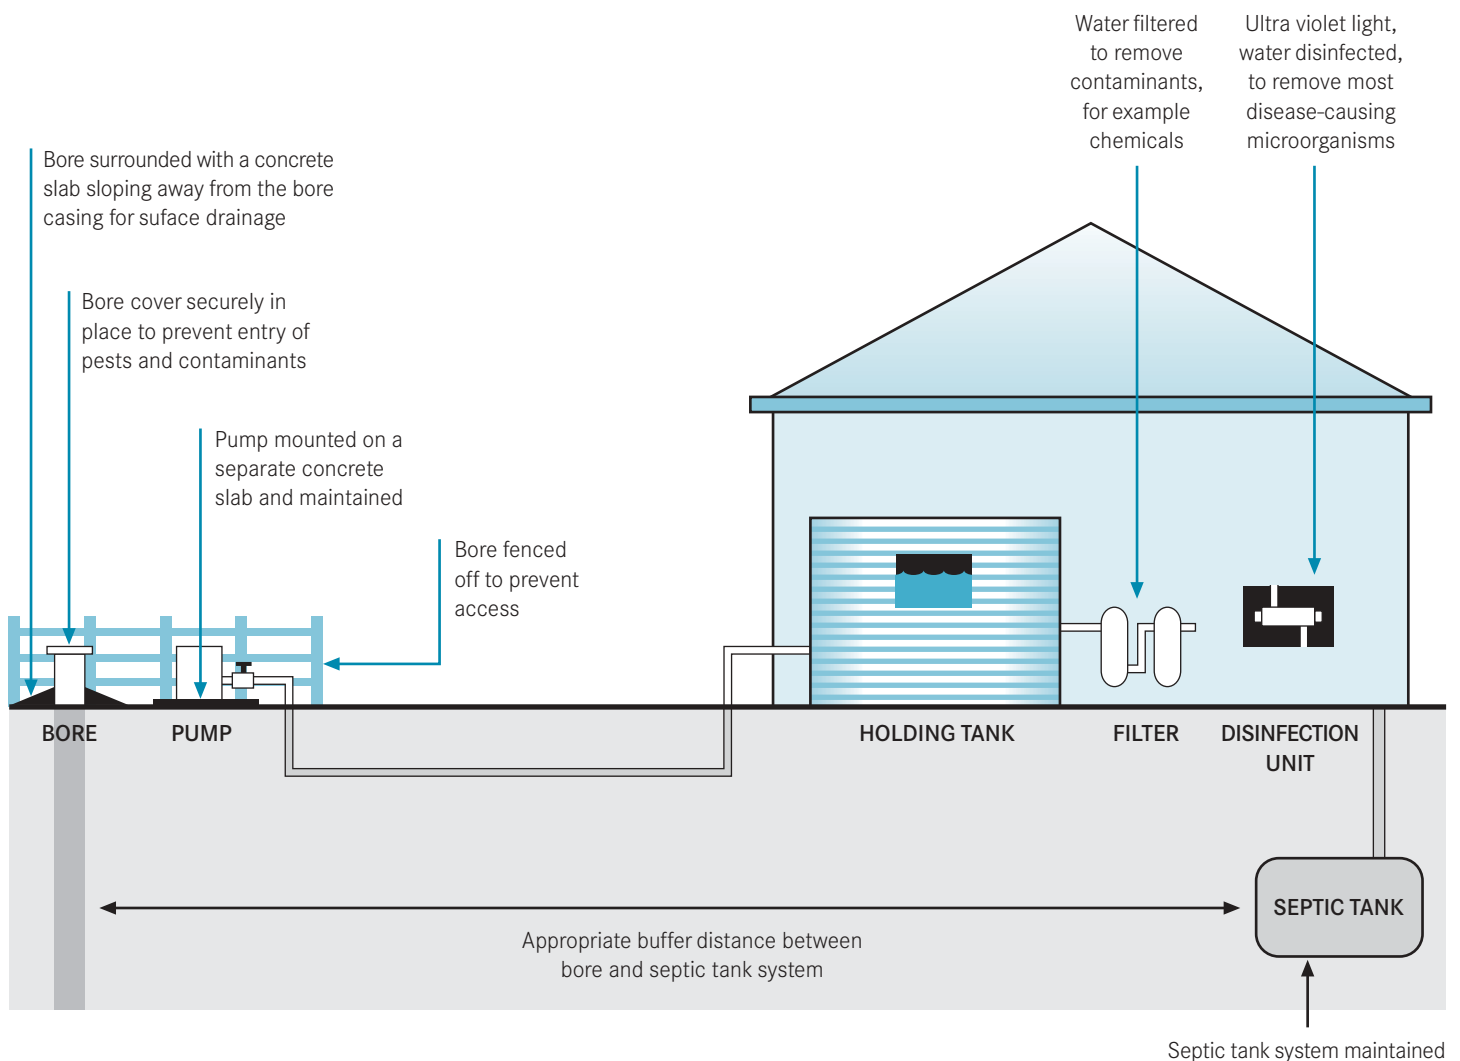 Water filtered
to remove
contaminants,
for example
chemicals
Ultra violet light,
water disinfected,
to remove most
disease-causing
microorganisms
Bore surrounded with a concrete
slab sloping away from the bore
casing for suface drainage
Bore cover securely in
place to prevent entry of
pests and contaminants
Pump mounted on a
separate concrete
slab and maintained
Bore fenced
off to prevent
access
BORE
PUMP
HOLDING TANK
FILTER
DISINFECTION
UNIT
SEPTIC TANK
Appropriate buffer distance between
bore and septic tank system
Septic tank system maintained